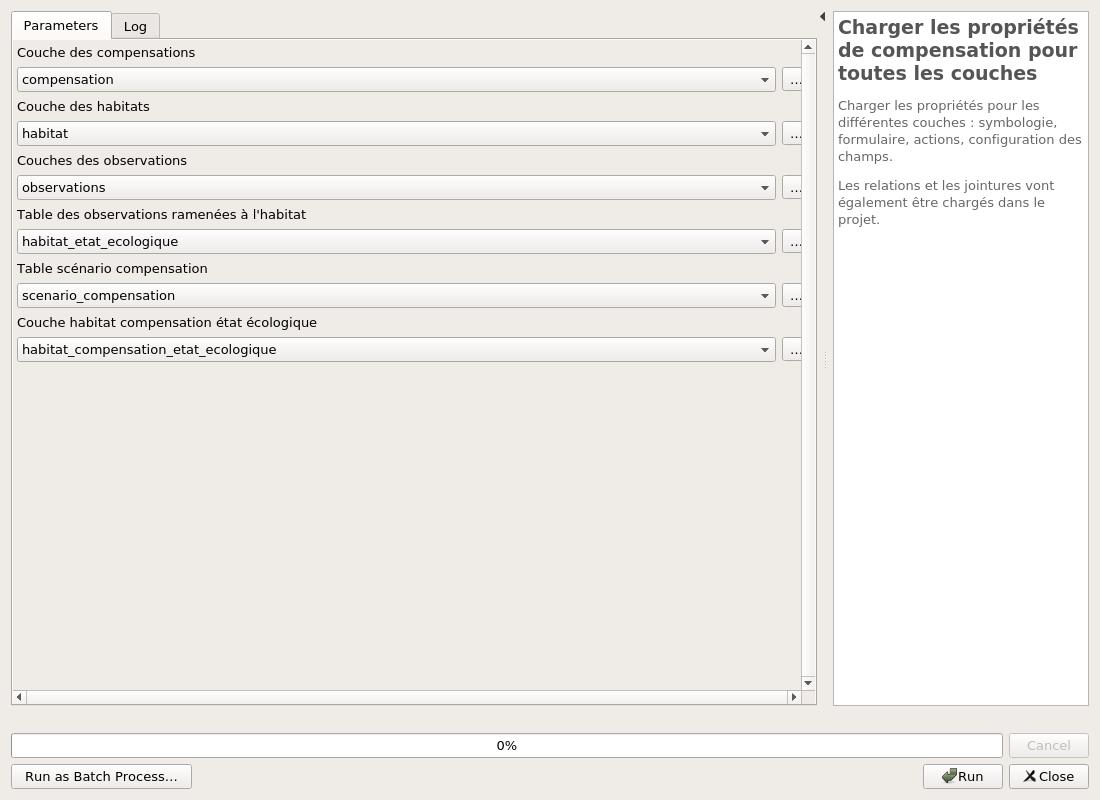 Parameters
Log
Couche des compensations
compensation
...
Couche des habitats
habitat
...
Couches des observations
observations
...
Table des observations ramenées à l'habitat
habitat_etat_ecologique
...
Table scénario compensation
scenario_compensation
...
Couche habitat compensation état écologique
habitat_compensation_etat_ecologique
...
Charger les propriétés
de compensation pour
toutes les couches
Charger les propriétés pour les
différentes couches : symbologie,
formulaire, actions, configuration des
champs.
Les relations et les jointures vont
également être chargés dans le
projet.
0%
Cancel
Run as Batch Process...
Run
Close